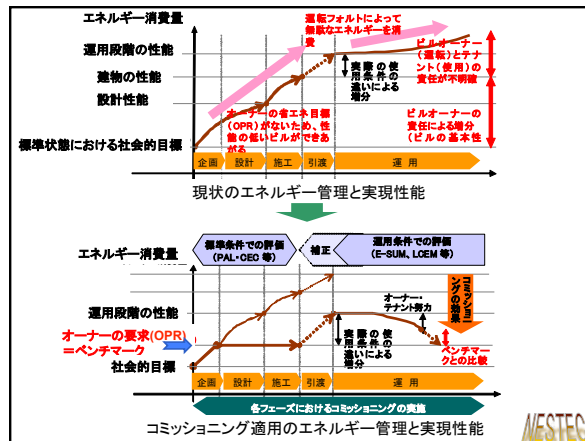 エネルギー消費量
運転フォルトによって
無駄なエネルギーを消
費
運用段階の性能
建物の性能
設計性能
標準状態における社会的目標
実際の使
用条件の
違いによる
増分
ビルオーナー
(運転)とテナ
ント(使用)の
責任が不明確
オーナーの省エネ目標
(OPR)がないため、性
能の低いビルができあ
がる
ビルオーナーの
責任による増分
(ビルの基本性
企画 設計 施工 引渡 運用
現状のエネルギー管理と実現性能
エネルギー消費量
標準条件での評価
(PAL・CEC 等)
補正
運用条件での評価
(E-SUM、LCEM 等)
運用段階の性能
オーナーの要求(OPR)
=ベンチマーク
社会的目標
実際の使
用条件の
違いによる
増分
オーナー・
テナント努力
コミッショニ
ングの効果
ベンチマー
クとの比較
企画 設計 施工 引渡 運用
各フェーズにおけるコミッショニングの実施
コミッショニング適用のエネルギー管理と実現性能
NESTEC